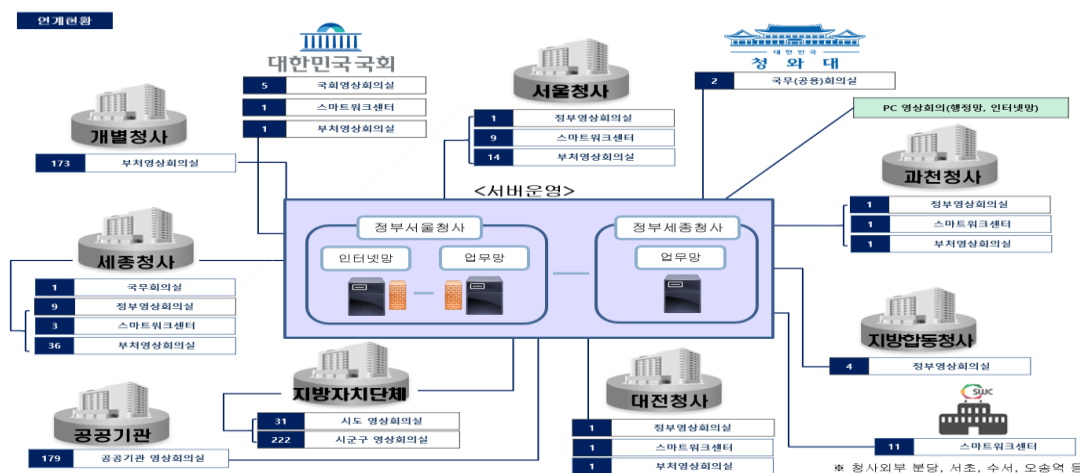 연계현황
대한민국국회
5 국회영상회의실
1 스마트워크센터
1 부처영상회의실
서울청사
1 정부영상회의실
9 스마트워크센터
14 부처영상회의실
대한민국
청와대
2 국무(공용)회의실
PC 영상회의(행정망, 인터넷망)
개별청사
173 부처영상회의실
과천청사
1 정부영상회의실
1 스마트워크센터
1 부처영상회의실
<서버운영>
정부서울청사
인터넷망
업무망
정부세종청사
업무망
세종청사
1 국무회의실
9 정부영상회의실
3 스마트워크센터
36 부처영상회의실
지방합동청사
4 정부영상회의실
지방자치단체
31 시도 영상회의실
222 시군구 영상회의실
대전청사
1 정부영상회의실
1 스마트워크센터
1 부처영상회의실
공공기관
179 공공기관 영상회의실
SWC
11 스마트워크센터
※ 청사외부 분당, 서초, 수서, 오송역 등